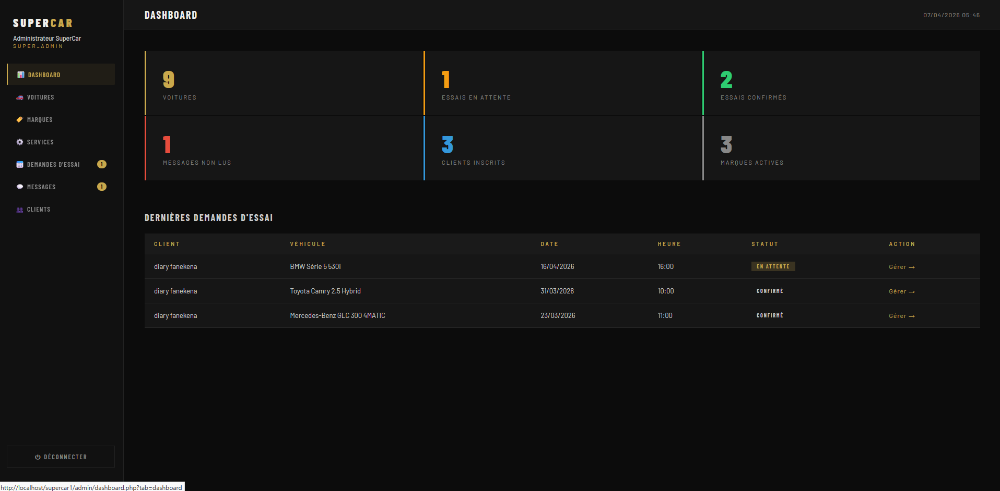 SUPERCAR
Administrateur SuperCar
SUPER_ADMIN
DASHBOARD
VOITURES
MARQUES
SERVICES
DEMANDES D'ESSAI 1
MESSAGES 1
CLIENTS
DÉCONNECTER
DASHBOARD
07/04/2026 05:46
9
VOITURES
1
ESSAIS EN ATTENTE
2
ESSAIS CONFIRMÉS
1
MESSAGES NON LUS
3
CLIENTS INSCRITS
3
MARQUES ACTIVES
DERNIÈRES DEMANDES D'ESSAI
CLIENT VÉHICULE DATE HEURE STATUT ACTION
diary fanekena BMW Série 5 530i 16/04/2026 16:00 EN ATTENTE Gérer →
diary fanekena Toyota Camry 2.5 Hybrid 31/03/2026 10:00 CONFIRMÉ Gérer →
diary fanekena Mercedes-Benz GLC 300 4MATIC 23/03/2026 11:00 CONFIRMÉ Gérer →
http://localhost/supercar1/admin/dashboard.php?tab=dashboard